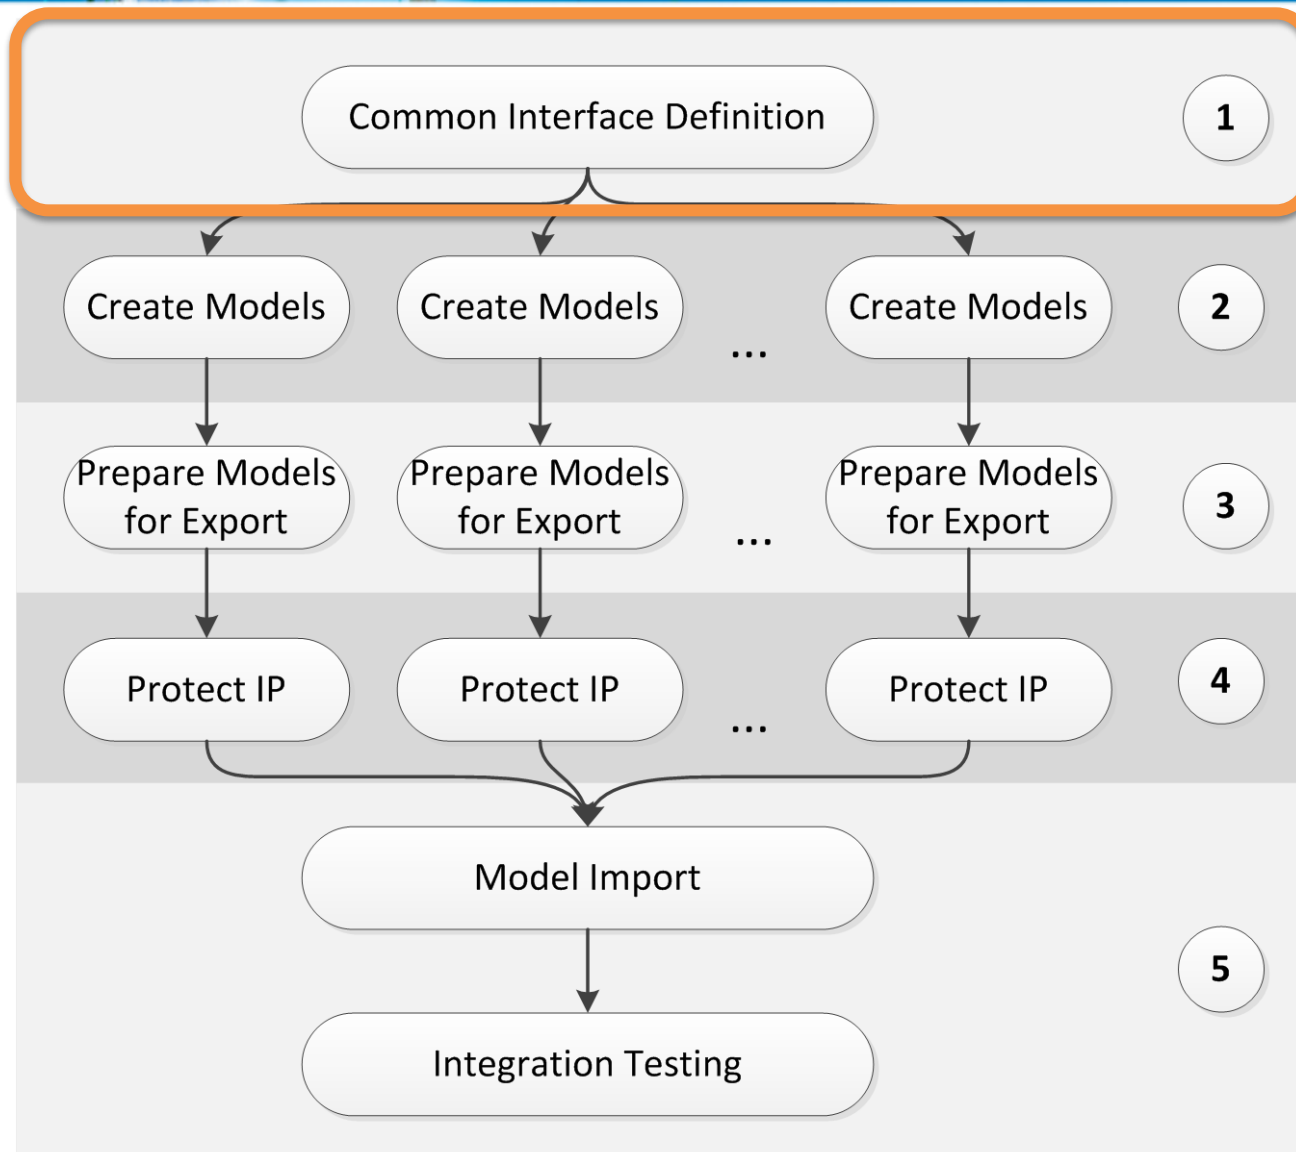 Common Interface Definition
1
Create Models
Create Models
...
Create Models
2
Prepare Models
for Export
Prepare Models
for Export
...
Prepare Models
for Export
3
Protect IP
Protect IP
...
Protect IP
4
Model Import
5
Integration Testing